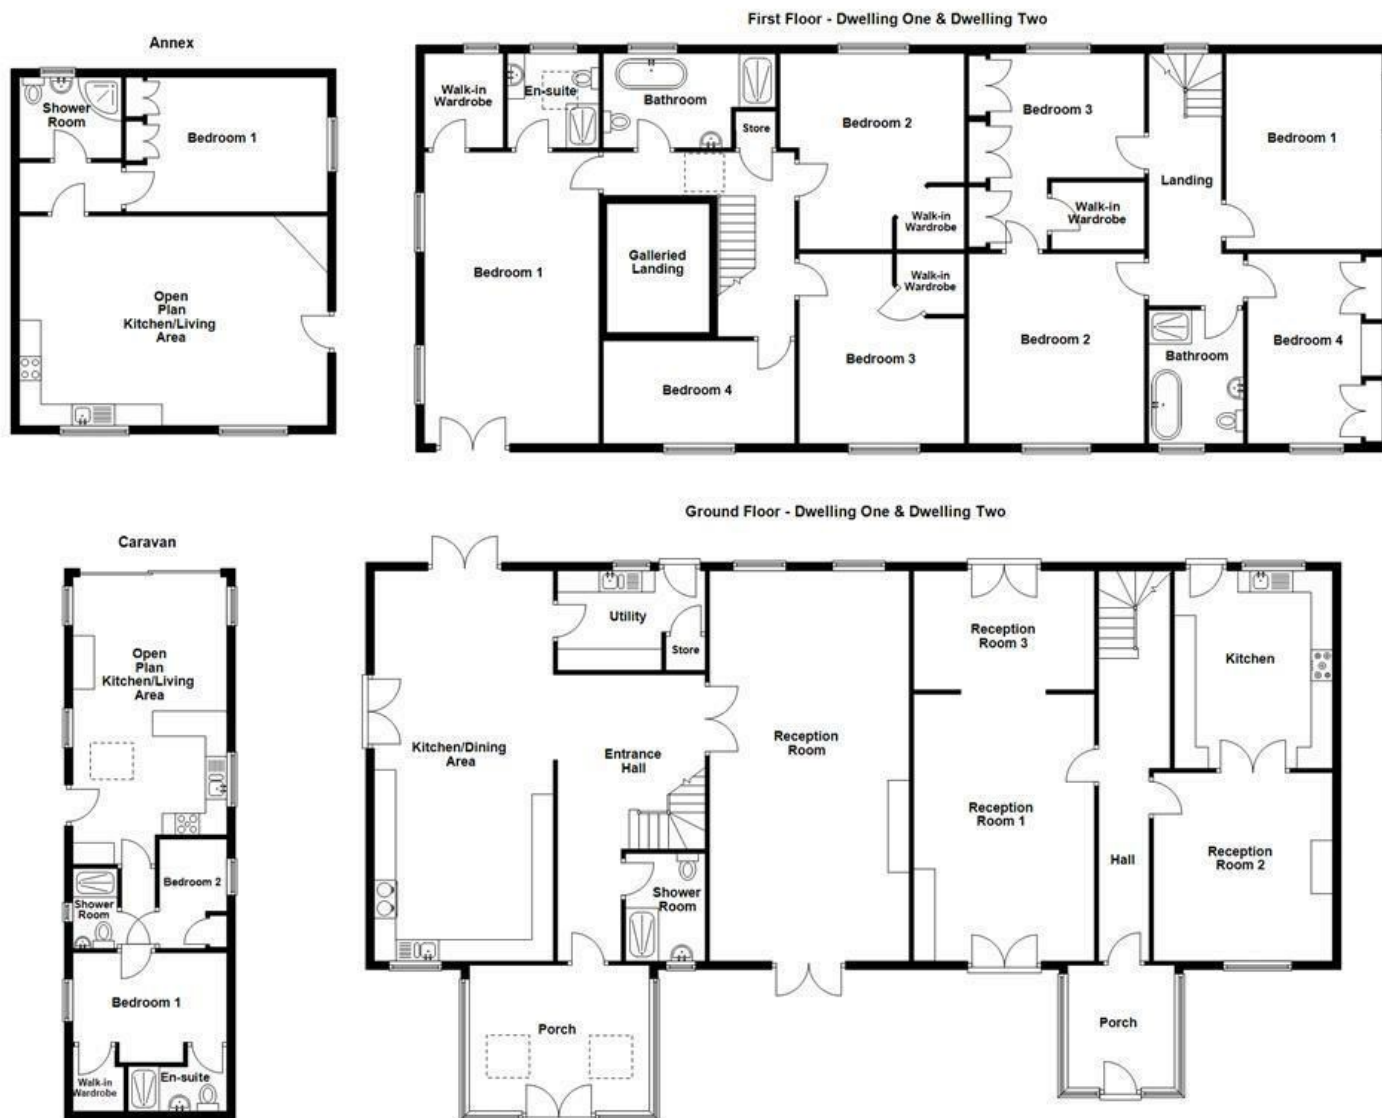 First Floor - Dwelling One & Dwelling Two
Annex
Shower
Room
Bedroom 1
Open
Plan
Kitchen/Living
Area
Walk-in
Wardrobe
En-suite
Bathroom
Store
Bedroom 2
Bedroom 3
Bedroom 1
Landing
Walk-in
Wardrobe
Walk-in
Wardrobe
Galleried
Landing
Bedroom 1
Walk-in
Wardrobe
Bedroom 3
Bedroom 4
Bedroom 2
Bathroom
Bedroom 4
Ground Floor - Dwelling One & Dwelling Two
Caravan
Open
Plan
Kitchen/Living
Area
Bedroom 2
Shower
Room
Bedroom 1
Walk-in
Wardrobe
En-suite
Utility
Store
Kitchen/Dining
Area
Entrance
Hall
Reception
Room
Shower
Room
Porch
Reception
Room 3
Reception
Room 1
Hall
Kitchen
Reception
Room 2
Porch